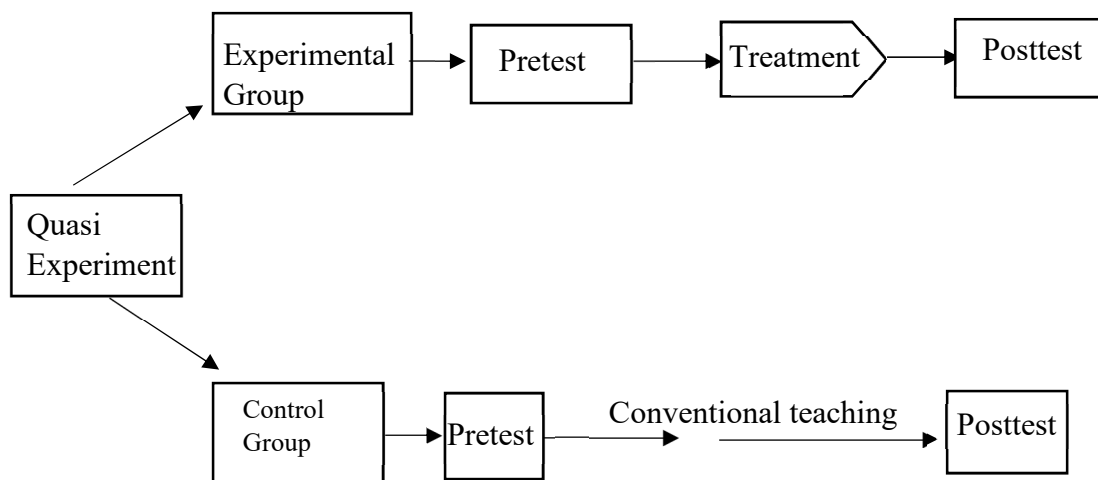 Experimental
Group
Pretest
Treatment
Posttest
Quasi
Experiment
Control
Group
Pretest
Conventional teaching
Posttest